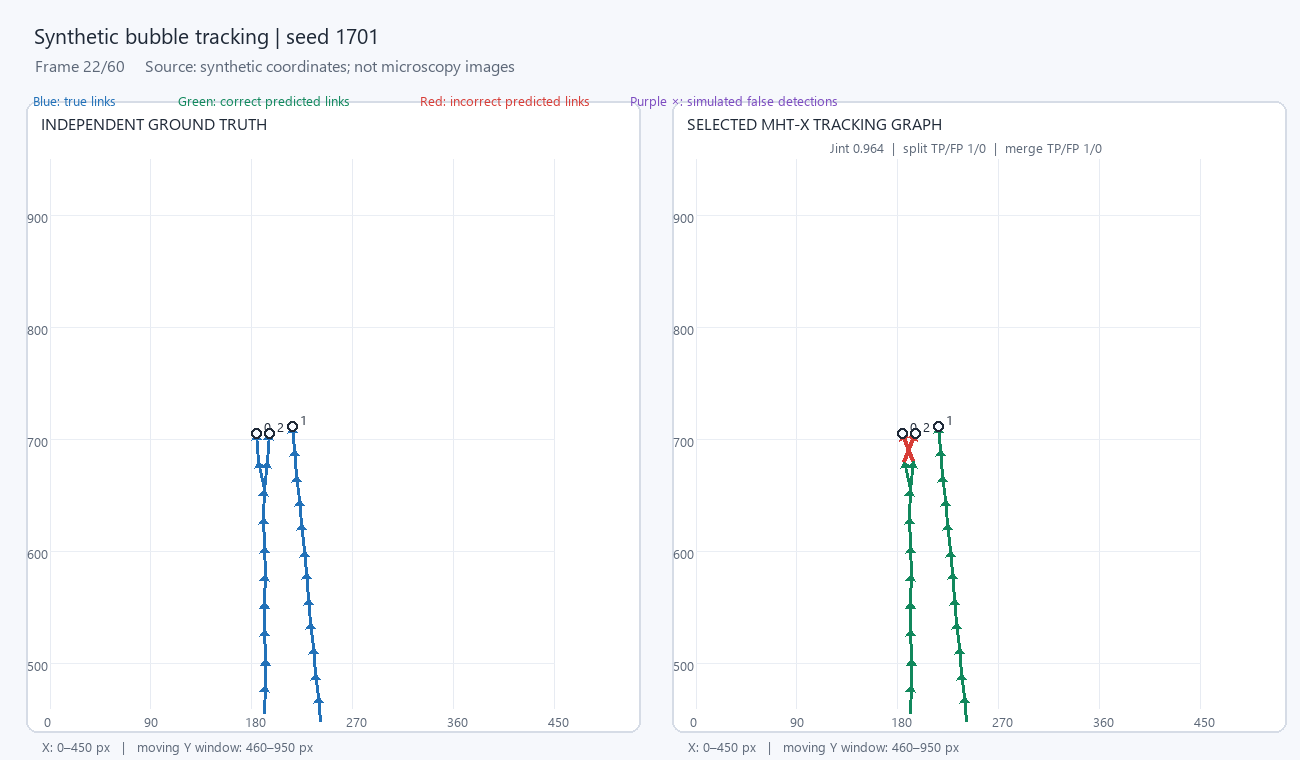 Synthetic bubble tracking | seed 1701
Frame 22/60 Source: synthetic coordinates; not microscopy images
Blue: true links Green: correct predicted links Red: incorrect predicted links Purple ×: simulated false detections
INDEPENDENT GROUND TRUTH
900
800
700
600
500
0 2 1
0 90 180 270 360 450
X: 0–450 px | moving Y window: 460–950 px
SELECTED MHT-X TRACKING GRAPH
Jint 0.964 | split TP/FP 1/0 | merge TP/FP 1/0
900
800
700
600
500
0 2 1
0 90 180 270 360 450
X: 0–450 px | moving Y window: 460–950 px